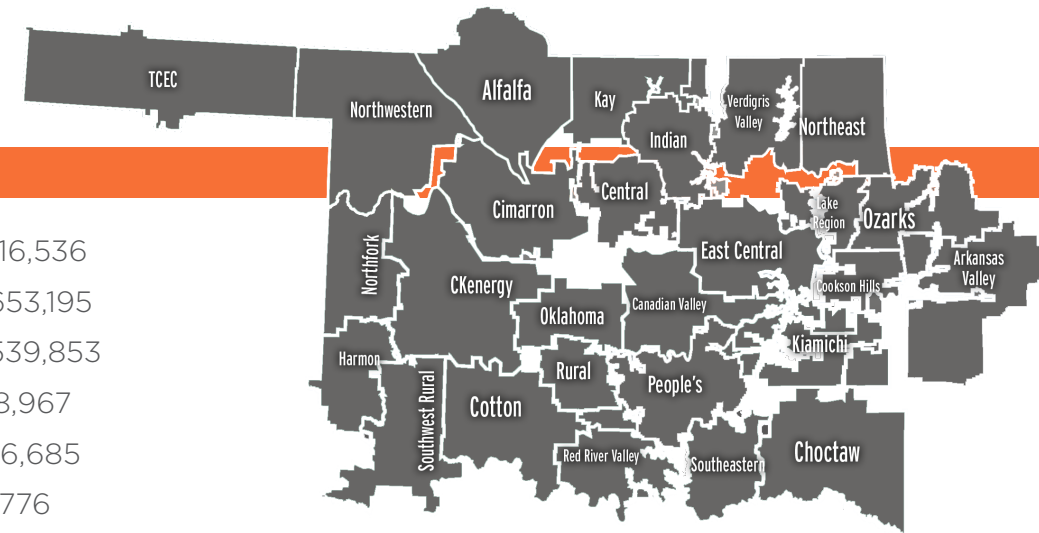 TCEC
Northwestern
Alfalfa
Kay
Indian
Verdigris
Valley
Northeast
Cimarron
Central
Lake
Region
Ozarks
Northfork
CKenergy
East Central
Arkansas
Valley
Cookson Hills
Oklahoma
Canadian Valley
Kiamichi
Harmon
Southwest Rural
Rural
People's
Cotton
Red River Valley
Southeastern
Choctaw
16,536
653,195
539,853
3,967
6,685
776